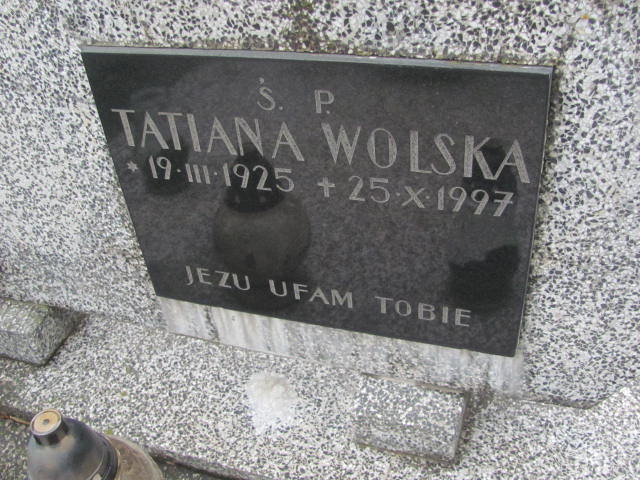 Ś. P.
TATIANA WOLSKA
* 19·III·1925 + 25·X·1997
JEZU UFAM TOBIE